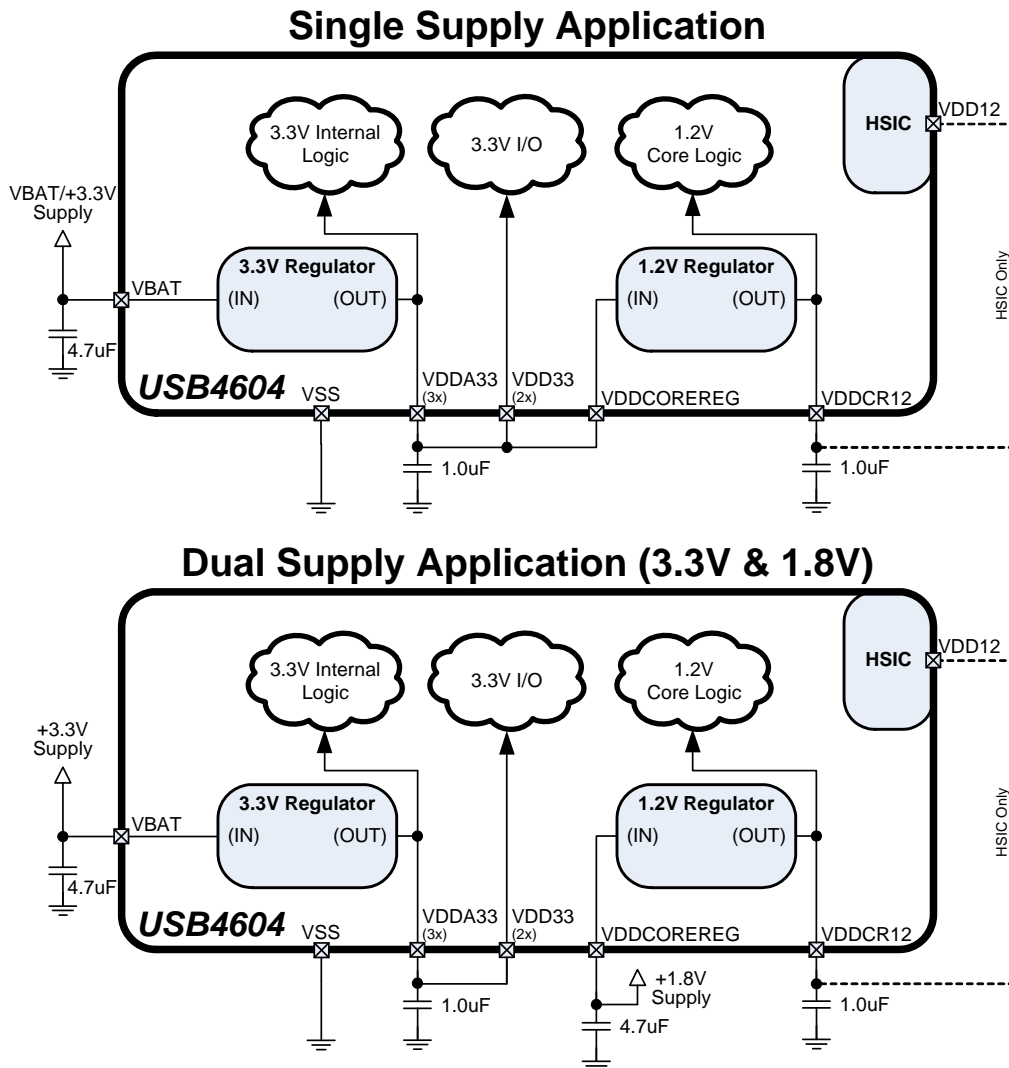 Single Supply Application
3.3V Internal
Logic
3.3V I/O
1.2V
Core Logic
HSIC
VDD12
VBAT/+3.3V
Supply
VBAT
3.3V Regulator
(IN)
(OUT)
1.2V Regulator
(IN)
(OUT)
HSIC Only
4.7uF
USB4604
VSS
VDDA33
(3x)
VDD33
(2x)
VDDCOREREG
VDDCR12
1.0uF
1.0uF
Dual Supply Application (3.3V & 1.8V)
3.3V Internal
Logic
3.3V I/O
1.2V
Core Logic
HSIC
VDD12
+3.3V
Supply
VBAT
3.3V Regulator
(IN)
(OUT)
1.2V Regulator
(IN)
(OUT)
HSIC Only
4.7uF
USB4604
VSS
VDDA33
(3x)
VDD33
(2x)
VDDCOREREG
VDDCR12
1.0uF
+1.8V
Supply
4.7uF
1.0uF